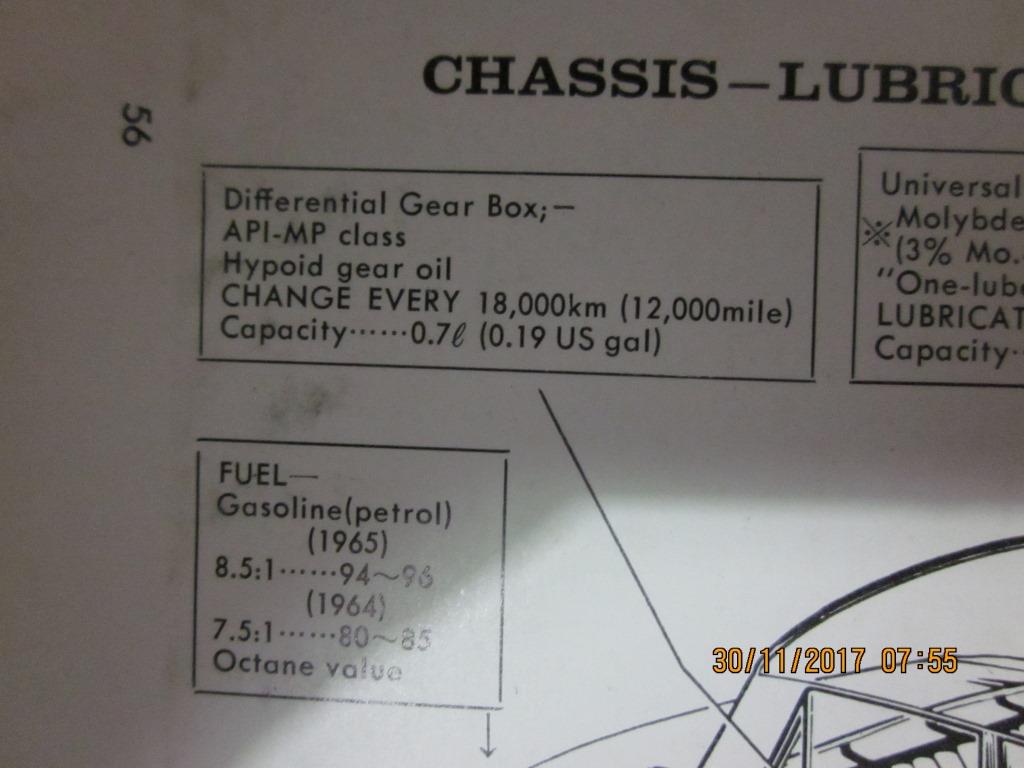 56
CHASSIS—LUBRIC
Differential Gear Box;—
API-MP class
Hypoid gear oil
CHANGE EVERY 18,000km (12,000mile)
Capacity······0.7ℓ (0.19 US gal)
Universal
※Molybde
(3% Mo.
"One-lube
LUBRICAT
Capacity·
FUEL—
Gasoline(petrol)
(1965)
8.5:1······94~96
(1964)
7.5:1······80~85
Octane value
30/11/2017 07:55